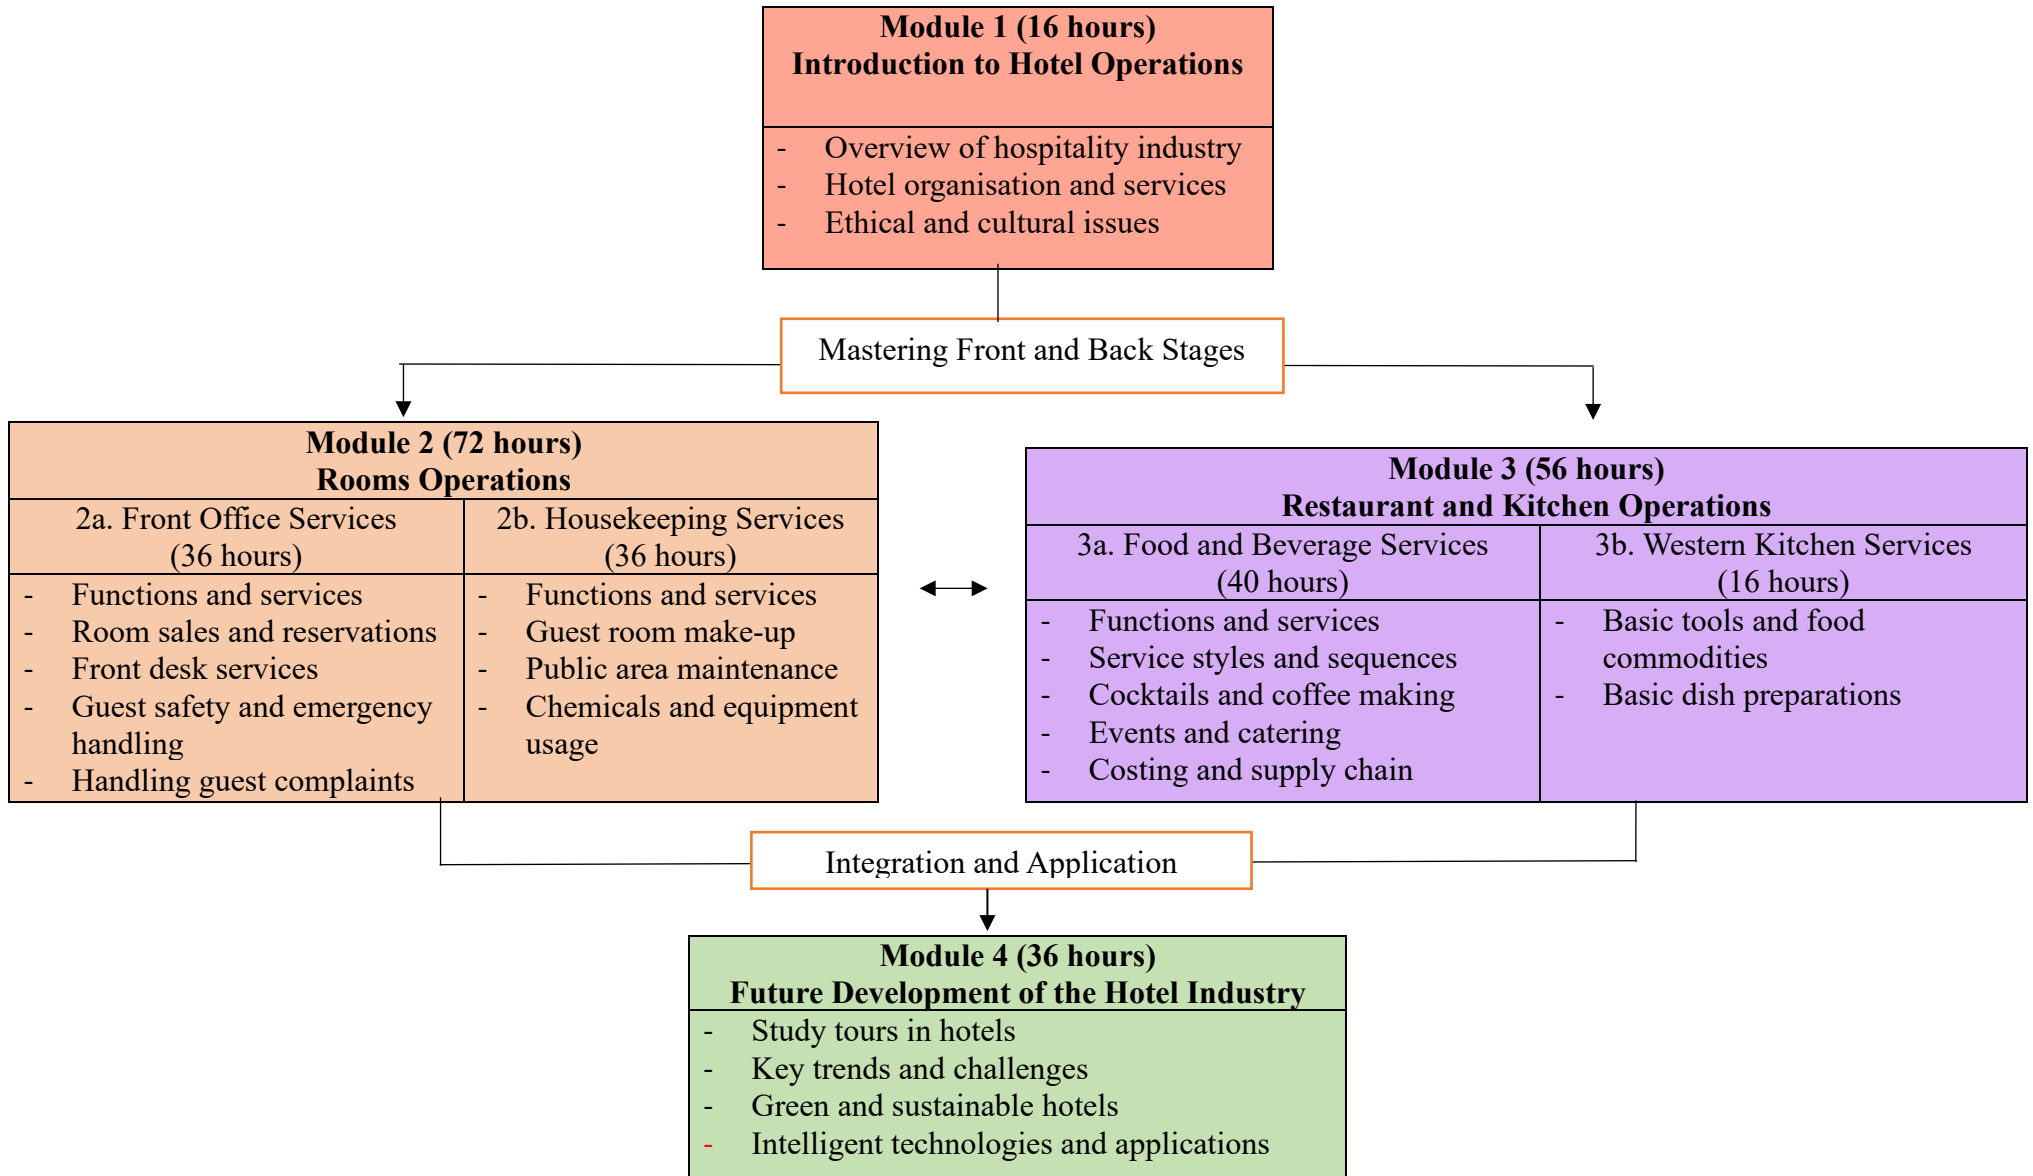 Module 1 (16 hours)
Introduction to Hotel Operations
- Overview of hospitality industry
- Hotel organisation and services
- Ethical and cultural issues
Mastering Front and Back Stages
Module 2 (72 hours)
Rooms Operations
2a. Front Office Services
(36 hours)
- Functions and services
- Room sales and reservations
- Front desk services
- Guest safety and emergency
handling
- Handling guest complaints
2b. Housekeeping Services
(36 hours)
- Functions and services
- Guest room make-up
- Public area maintenance
- Chemicals and equipment
usage
Module 3 (56 hours)
Restaurant and Kitchen Operations
3a. Food and Beverage Services
(40 hours)
- Functions and services
- Service styles and sequences
- Cocktails and coffee making
- Events and catering
- Costing and supply chain
3b. Western Kitchen Services
(16 hours)
- Basic tools and food
commodities
- Basic dish preparations
Integration and Application
Module 4 (36 hours)
Future Development of the Hotel Industry
- Study tours in hotels
- Key trends and challenges
- Green and sustainable hotels
- Intelligent technologies and applications